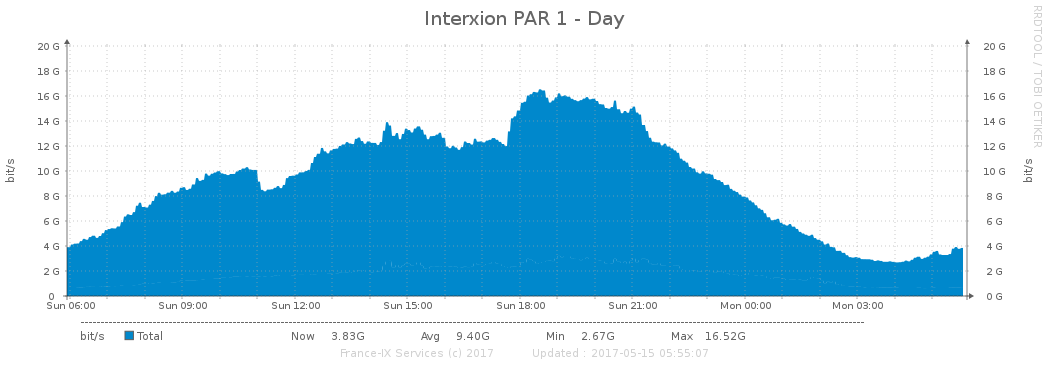 Interxion PAR 1 - Day
RRDTOOL / TOBI OETIKER
bit/s
20 G 20 G
18 G 18 G
16 G 16 G
14 G 14 G
12 G 12 G
10 G 10 G
8 G 8 G
6 G 6 G
4 G 4 G
2 G 2 G
0 0 G
bit/s
Sun 06:00 Sun 09:00 Sun 12:00 Sun 15:00 Sun 18:00 Sun 21:00 Mon 00:00 Mon 03:00
bit/s Total Now 3.83G Avg 9.40G Min 2.67G Max 16.52G
France-IX Services (c) 2017 Updated : 2017-05-15 05:55:07